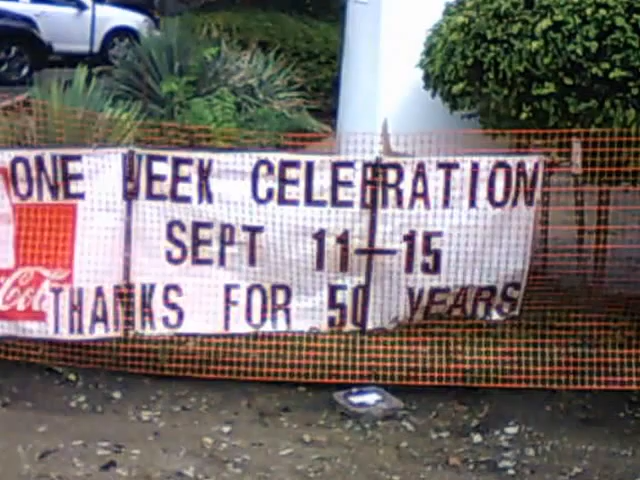 ONE WEEK CELEBRATION
SEPT 11-15
Coca-Cola
THANKS FOR 50 YEARS